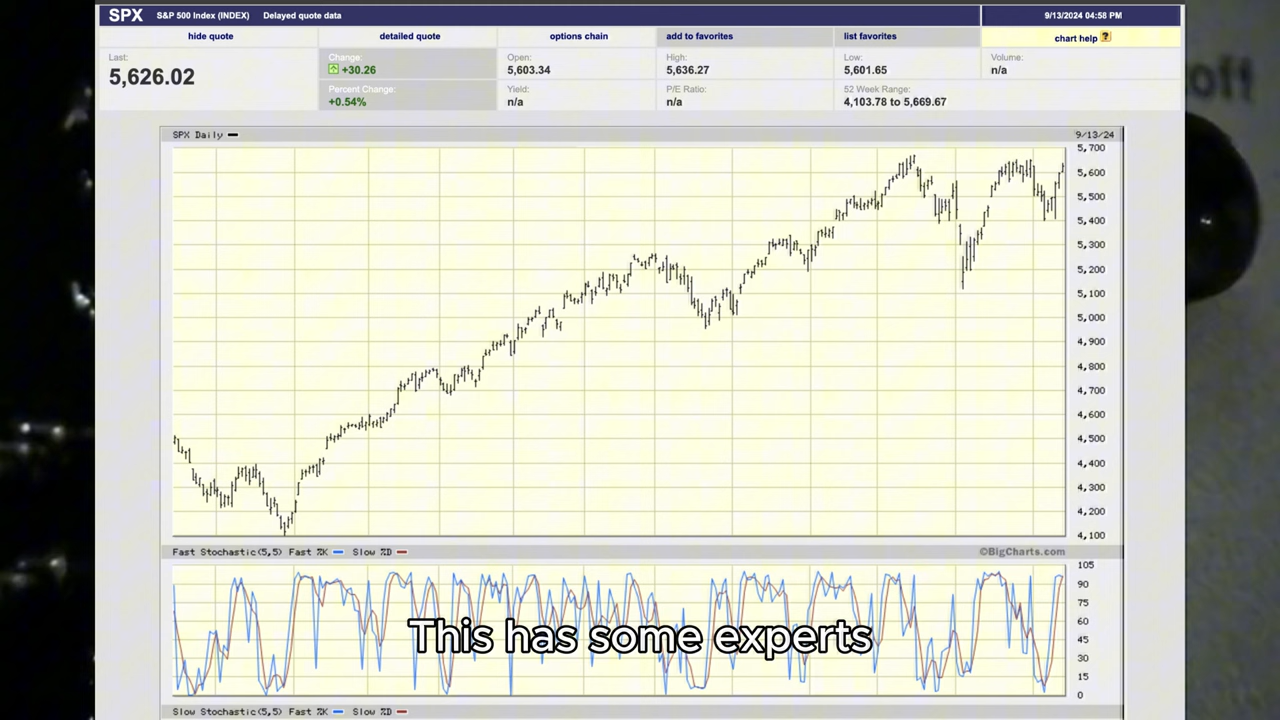 SPX S&P 500 Index (INDEX) Delayed quote data 9/13/2024 04:58 PM
hide quote detailed quote options chain add to favorites list favorites chart help ?
Last: Change: Open: High: Low: Volume:
5,626.02 +30.26 5,603.34 5,636.27 5,601.65 n/a
Percent Change: Yield: P/E Ratio: 52 Week Range:
+0.54% n/a n/a 4,103.78 to 5,669.67
SPX Daily 9/13/24
5,700
5,600
5,500
5,400
5,300
5,200
5,100
5,000
4,900
4,800
4,700
4,600
4,500
4,400
4,300
4,200
4,100
Fast Stochastic(5,5) Fast %K Slow %D ©BigCharts.com
105
90
75
60
45
30
15
0
This has some experts
Slow Stochastic(5,5) Fast %K Slow %D